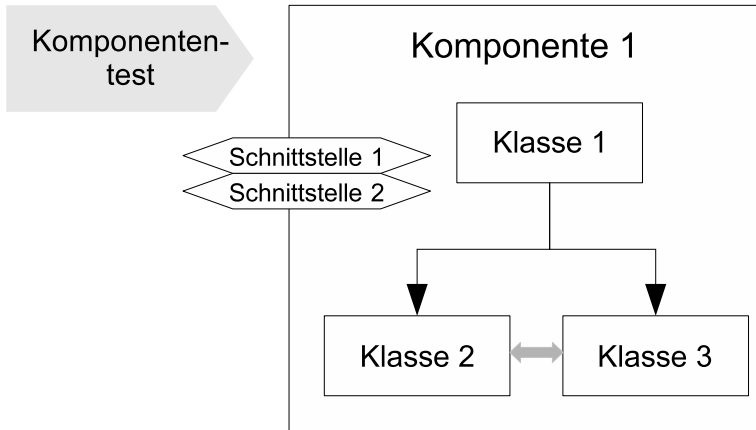 Komponenten-
test
Komponente 1
Klasse 1
Schnittstelle 1
Schnittstelle 2
Klasse 2
Klasse 3